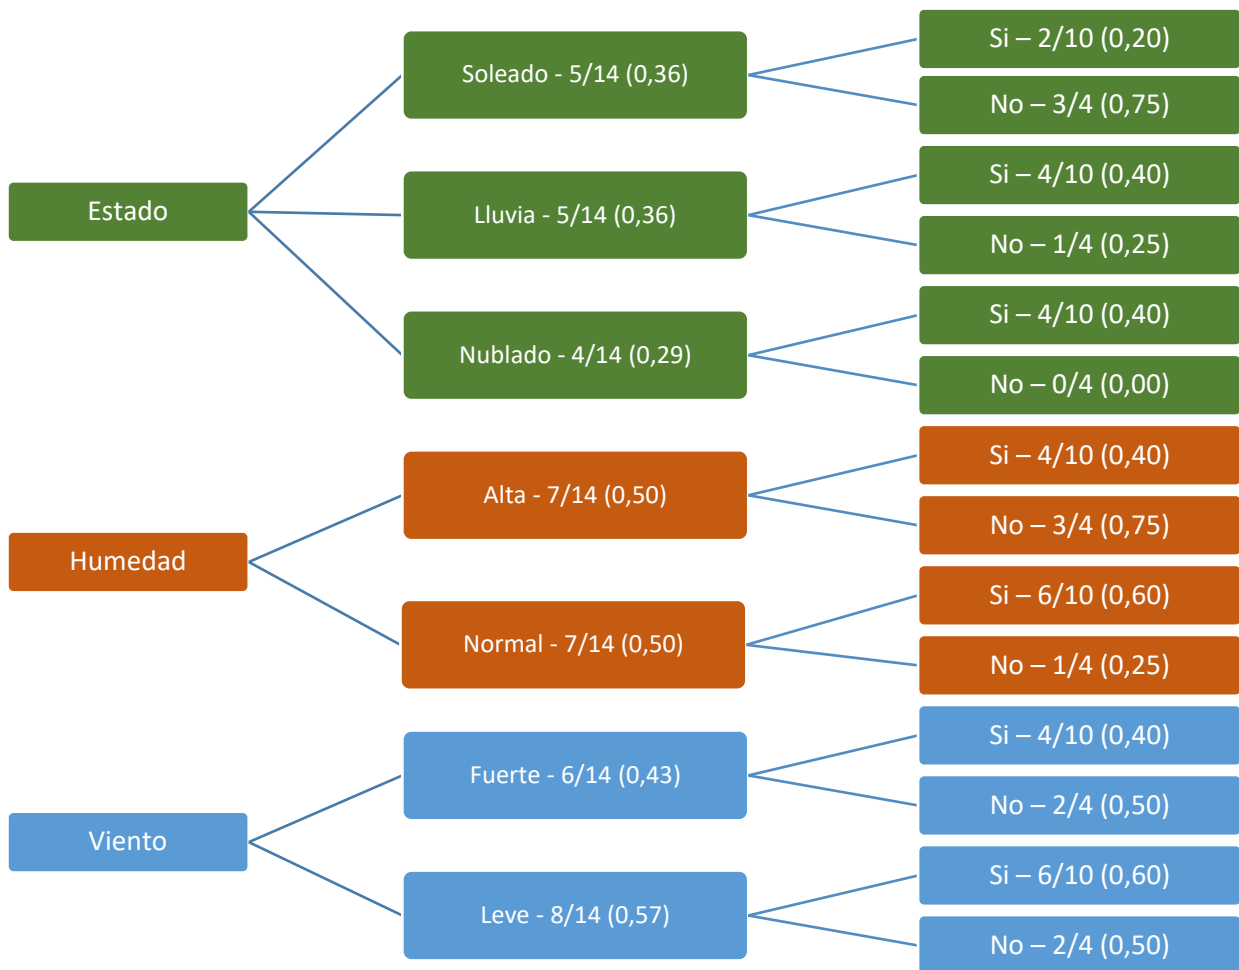 Estado
Soleado - 5/14 (0,36)
Si – 2/10 (0,20)
No – 3/4 (0,75)
Lluvia - 5/14 (0,36)
Si – 4/10 (0,40)
No – 1/4 (0,25)
Nublado - 4/14 (0,29)
Si – 4/10 (0,40)
No – 0/4 (0,00)
Humedad
Alta - 7/14 (0,50)
Si – 4/10 (0,40)
No – 3/4 (0,75)
Normal - 7/14 (0,50)
Si – 6/10 (0,60)
No – 1/4 (0,25)
Viento
Fuerte - 6/14 (0,43)
Si – 4/10 (0,40)
No – 2/4 (0,50)
Leve - 8/14 (0,57)
Si – 6/10 (0,60)
No – 2/4 (0,50)